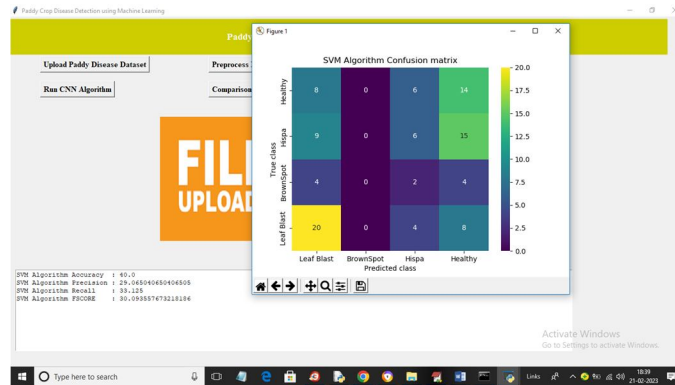 Paddy Crop Disease Detection using Machine Learning
Paddy
Upload Paddy Disease Dataset
Preprocess
Run CNN Algorithm
Comparison
FIL
UPLOA
Figure 1
SVM Algorithm Confusion matrix
Healthy 8 0 6 14
Hispa 9 0 6 15
BrownSpot 4 0 2 4
Leaf Blast 20 0 4 8
True class
Leaf Blast BrownSpot Hispa Healthy
Predicted class
20.0
17.5
15.0
12.5
10.0
7.5
5.0
2.5
0.0
SVM Algorithm Accuracy : 40.0
SVM Algorithm Precision : 29.065040650406505
SVM Algorithm Recall : 33.125
SVM Algorithm FSCORE : 30.093557673218186
Activate Windows
Go to Settings to activate Windows.
Type here to search
Links
18:39
21-02-2023